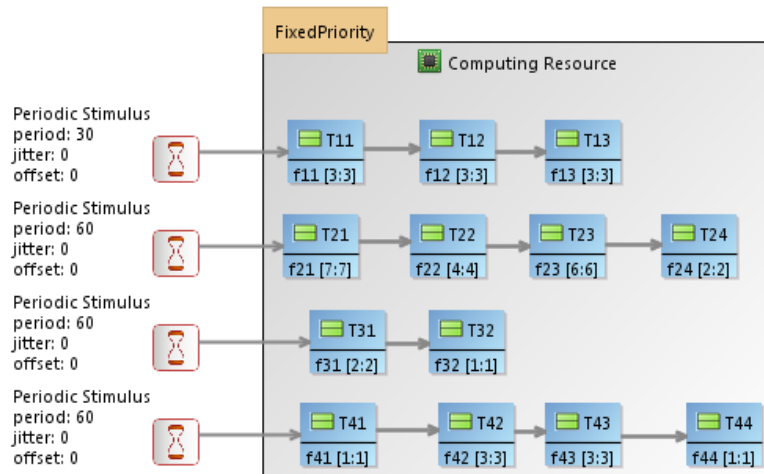 FixedPriority
Computing Resource
Periodic Stimulus
period: 30
jitter: 0
offset: 0
T11
T12
T13
f11 [3:3]
f12 [3:3]
f13 [3:3]
Periodic Stimulus
period: 60
jitter: 0
offset: 0
T21
T22
T23
T24
f21 [7:7]
f22 [4:4]
f23 [6:6]
f24 [2:2]
Periodic Stimulus
period: 60
jitter: 0
offset: 0
T31
T32
f31 [2:2]
f32 [1:1]
Periodic Stimulus
period: 60
jitter: 0
offset: 0
T41
T42
T43
T44
f41 [1:1]
f42 [3:3]
f43 [3:3]
f44 [1:1]